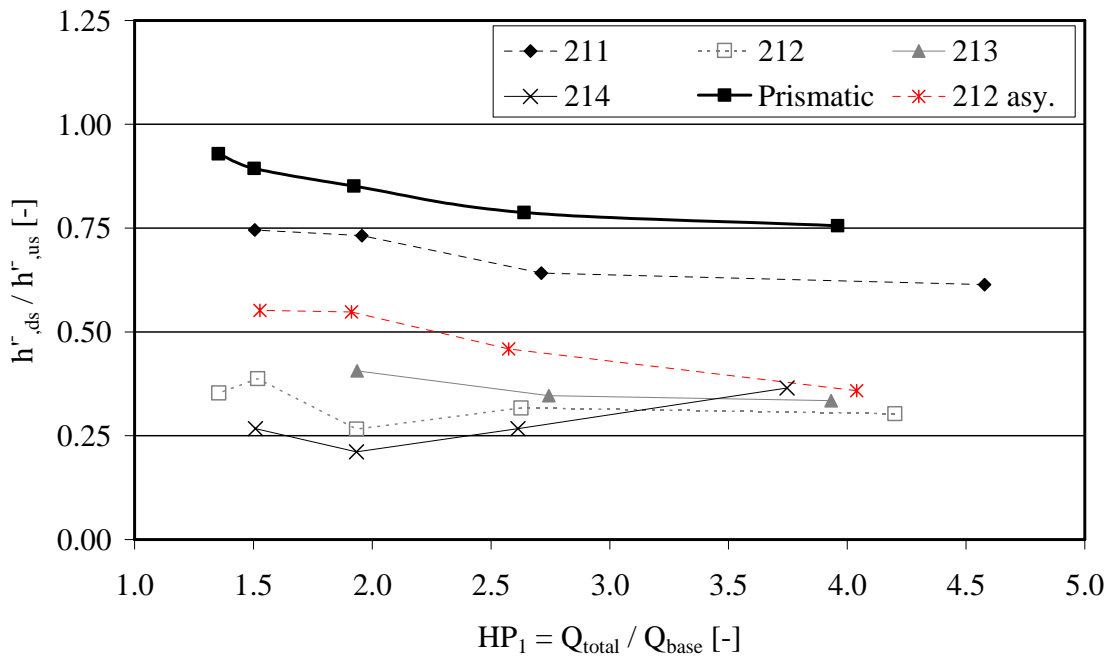 1.25
211 212 213
214 Prismatic 212 asy.
1.00
0.75
0.50
0.25
0.00
h'⁻,ds / h'⁻,us [-]
1.0 1.5 2.0 2.5 3.0 3.5 4.0 4.5 5.0
HP₁ = Qtotal / Qbase [-]